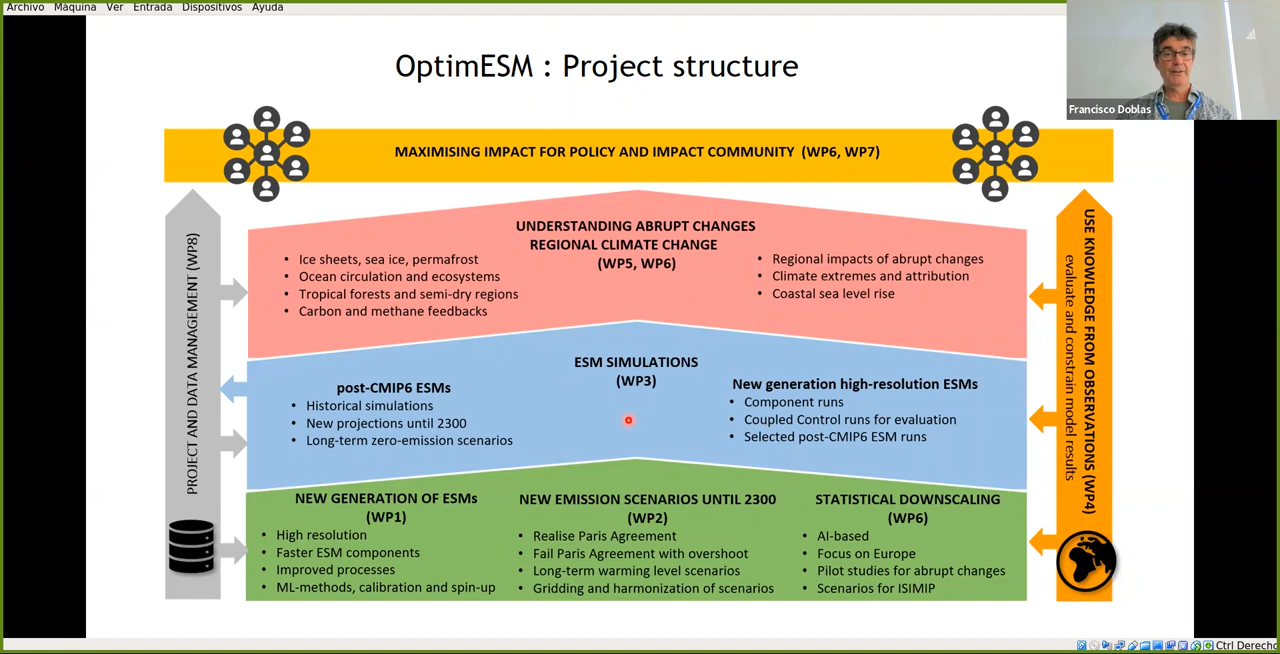 Archivo Máquina Ver Entrada Dispositivos Ayuda
OptimESM : Project structure
Francisco Doblas
MAXIMISING IMPACT FOR POLICY AND IMPACT COMMUNITY (WP6, WP7)
PROJECT AND DATA MANAGEMENT (WP8)
UNDERSTANDING ABRUPT CHANGES
REGIONAL CLIMATE CHANGE
(WP5, WP6)
• Ice sheets, sea ice, permafrost
• Ocean circulation and ecosystems
• Tropical forests and semi-dry regions
• Carbon and methane feedbacks
• Regional impacts of abrupt changes
• Climate extremes and attribution
• Coastal sea level rise
ESM SIMULATIONS
(WP3)
post-CMIP6 ESMs
• Historical simulations
• New projections until 2300
• Long-term zero-emission scenarios
New generation high-resolution ESMs
• Component runs
• Coupled Control runs for evaluation
• Selected post-CMIP6 ESM runs
NEW GENERATION OF ESMs
(WP1)
• High resolution
• Faster ESM components
• Improved processes
• ML-methods, calibration and spin-up
NEW EMISSION SCENARIOS UNTIL 2300
(WP2)
• Realise Paris Agreement
• Fail Paris Agreement with overshoot
• Long-term warming level scenarios
• Gridding and harmonization of scenarios
STATISTICAL DOWNSCALING
(WP6)
• AI-based
• Focus on Europe
• Pilot studies for abrupt changes
• Scenarios for ISIMIP
USE KNOWLEDGE FROM OBSERVATIONS (WP4)
evaluate and constrain model results
Ctrl Derecho